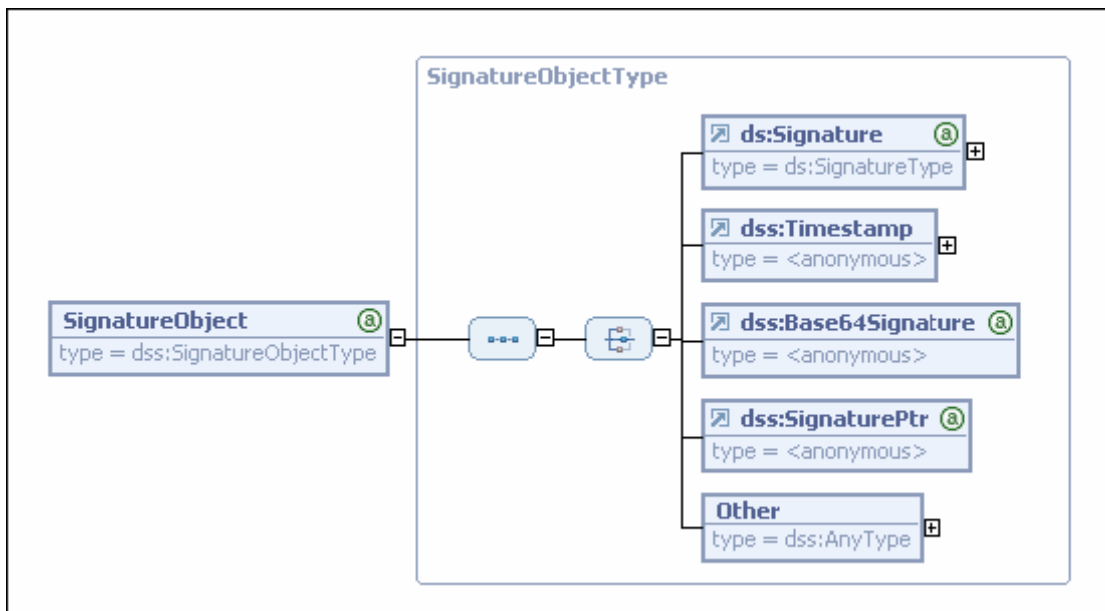 SignatureObjectType
ds:Signature
type = ds:SignatureType
dss:Timestamp
type = <anonymous>
SignatureObject
type = dss:SignatureObjectType
dss:Base64Signature
type = <anonymous>
dss:SignaturePtr
type = <anonymous>
Other
type = dss:AnyType